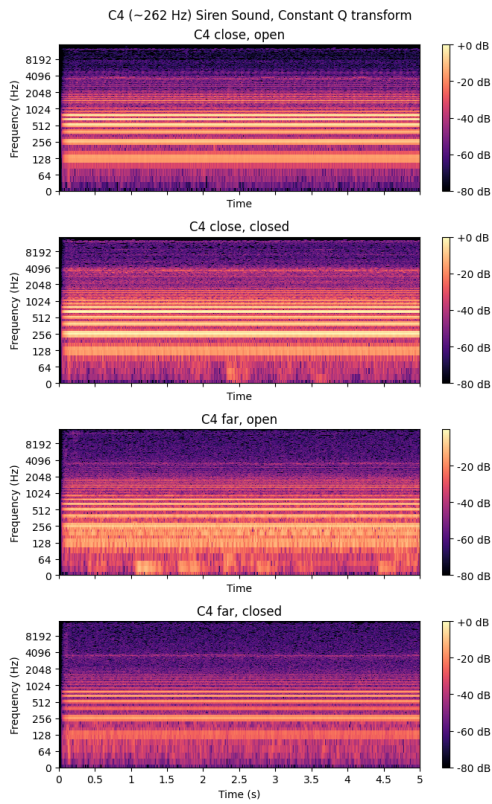 C4 (~262 Hz) Siren Sound, Constant Q transform
C4 close, open
Frequency (Hz)
8192
4096
2048
1024
512
256
128
64
0
Time
+0 dB
-20 dB
-40 dB
-60 dB
-80 dB
C4 close, closed
Frequency (Hz)
8192
4096
2048
1024
512
256
128
64
0
Time
+0 dB
-20 dB
-40 dB
-60 dB
-80 dB
C4 far, open
Frequency (Hz)
8192
4096
2048
1024
512
256
128
64
0
Time
-20 dB
-40 dB
-60 dB
-80 dB
C4 far, closed
Frequency (Hz)
8192
4096
2048
1024
512
256
128
64
0
0 0.5 1 1.5 2 2.5 3 3.5 4 4.5 5
Time (s)
+0 dB
-20 dB
-40 dB
-60 dB
-80 dB